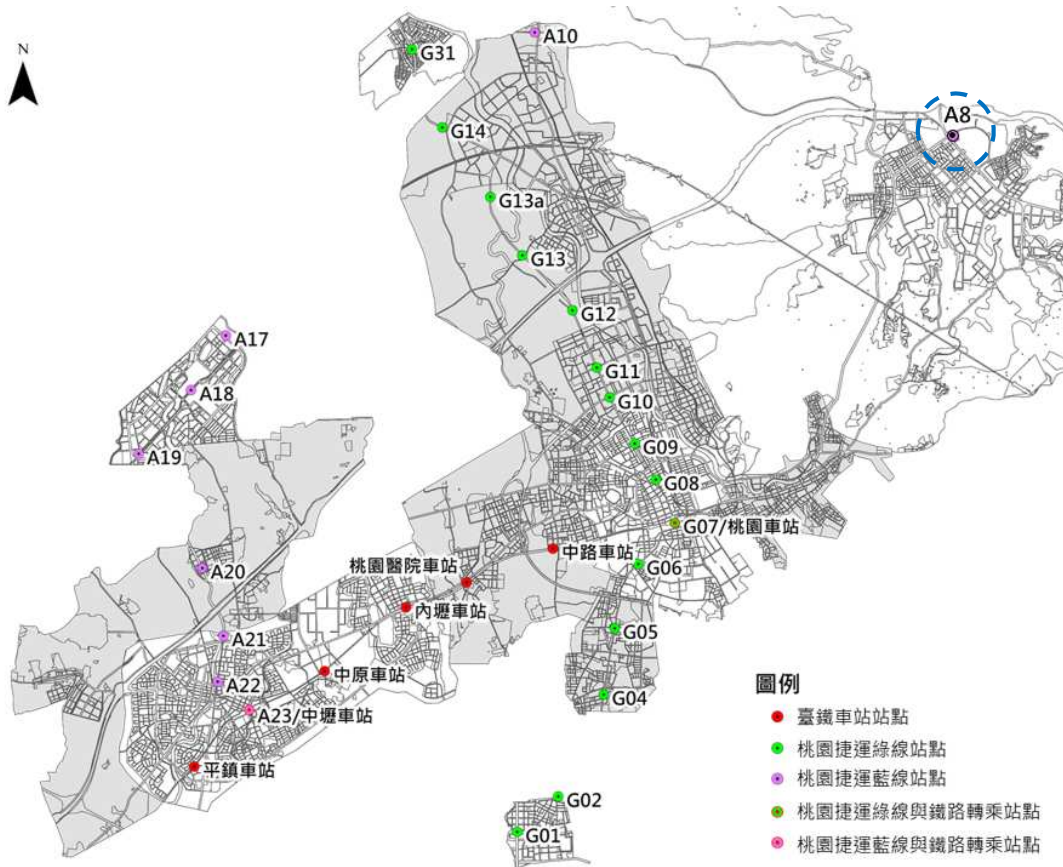 N
G31
A10
A8
G14
G13a
G13
G12
A17
G11
A18
G10
G09
A19
G08
G07/桃園車站
中路車站
桃園醫院車站
G06
A20
內壢車站
G05
A21
中原車站
A22
G04
A23/中壢車站
平鎮車站
G02
G01
圖例
臺鐵車站站點
桃園捷運綠線站點
桃園捷運藍線站點
桃園捷運綠線與鐵路轉乘站點
桃園捷運藍線與鐵路轉乘站點